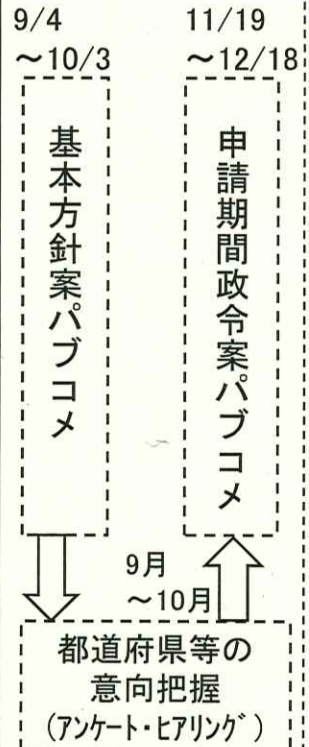 9/4
～10/3
基本方針案パブコメ
11/19
～12/18
申請期間政令案パブコメ
9月
～10月
都道府県等の
意向把握
(アンケート・ヒアリング)